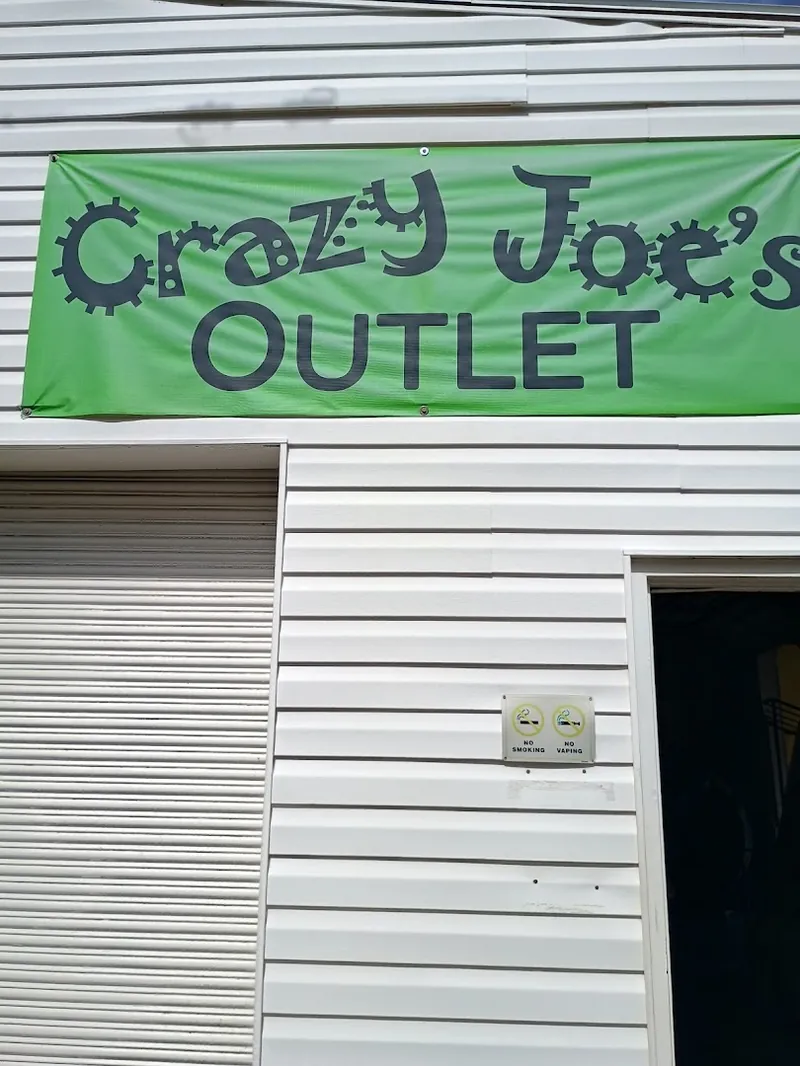 Crazy Joe's
OUTLET
NO SMOKING
NO VAPING